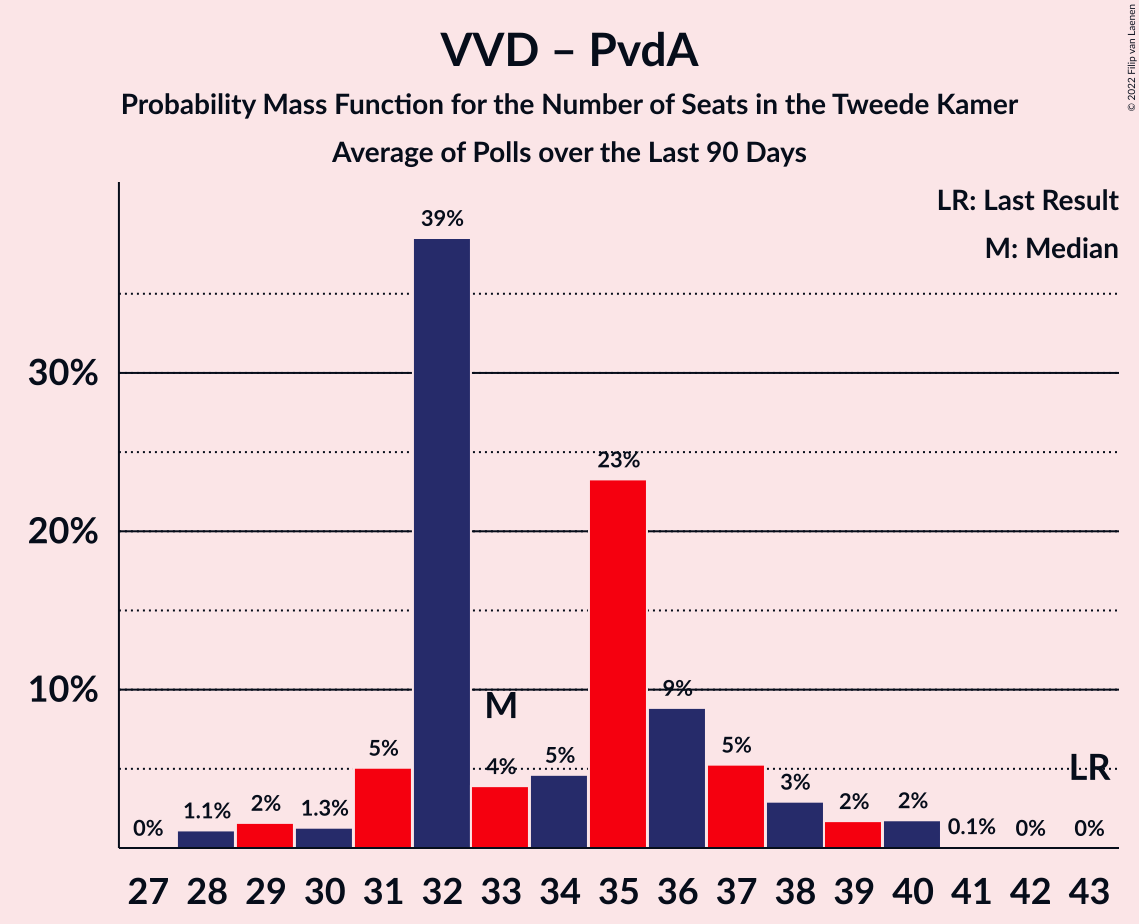 VVD – PvdA
Probability Mass Function for the Number of Seats in the Tweede Kamer
Average of Polls over the Last 90 Days
© 2022 Filip van Laenen
LR: Last Result
M: Median
39%
30%
23%
20%
10%
9%
M
5%
4%
5%
5%
LR
3%
0%
1.1%
2%
1.3%
2%
2%
0.1%
0%
0%
27 28 29 30 31 32 33 34 35 36 37 38 39 40 41 42 43